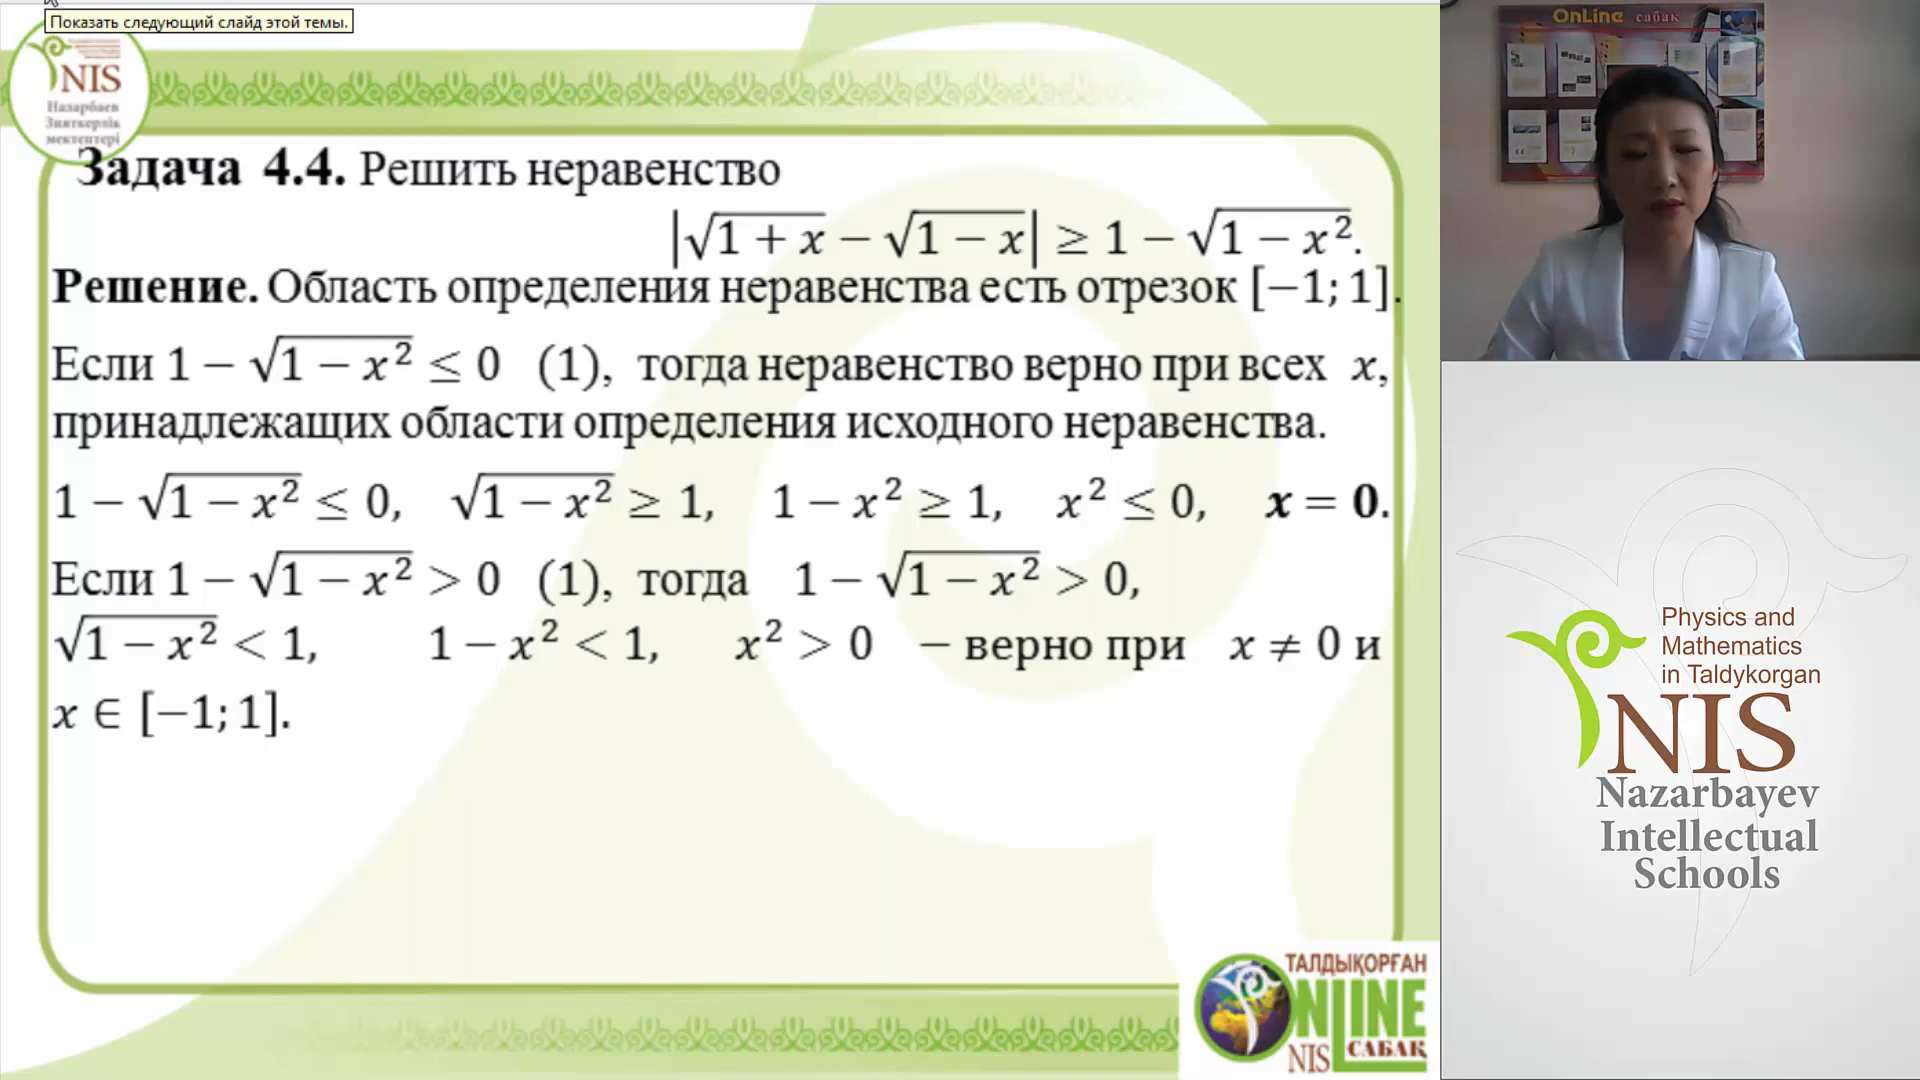 Показать следующий слайд этой темы.
NIS
Назарбаев
Зияткерлік
мектептері
Задача 4.4. Решить неравенство
|√(1 + x) − √(1 − x)| ≥ 1 − √(1 − x²).
Решение. Область определения неравенства есть отрезок [−1; 1].
Если 1 − √(1 − x²) ≤ 0 (1), тогда неравенство верно при всех x,
принадлежащих области определения исходного неравенства.
1 − √(1 − x²) ≤ 0, √(1 − x²) ≥ 1, 1 − x² ≥ 1, x² ≤ 0, x = 0.
Если 1 − √(1 − x²) > 0 (1), тогда 1 − √(1 − x²) > 0,
√(1 − x²) < 1, 1 − x² < 1, x² > 0 − верно при x ≠ 0 и
x ∈ [−1; 1].
ТАЛДЫҚОРҒАН
ONLINE
NIS САБАҚ
OnLine сабақ
Physics and
Mathematics
in Taldykorgan
NIS
Nazarbayev
Intellectual
Schools